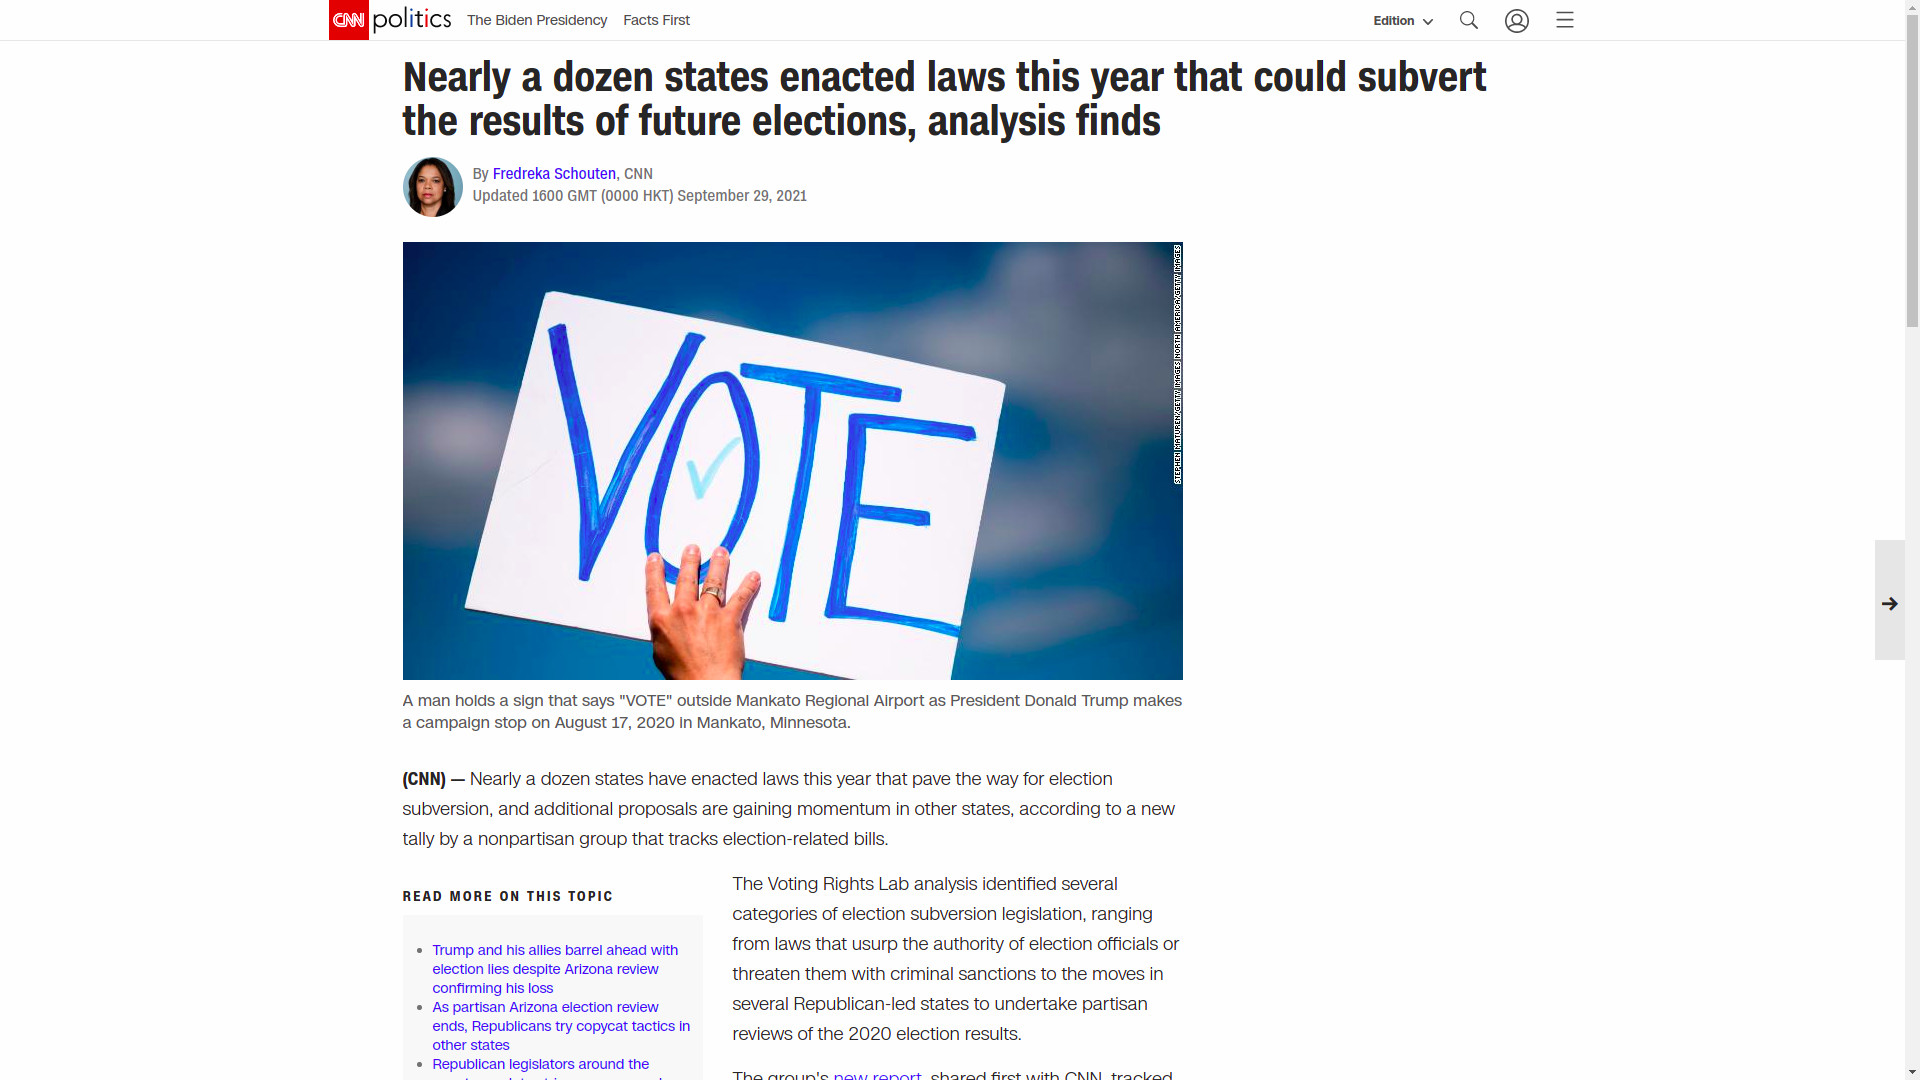 CNN politics The Biden Presidency Facts First Edition
Nearly a dozen states enacted laws this year that could subvert
the results of future elections, analysis finds
By Fredreka Schouten, CNN
Updated 1600 GMT (0000 HKT) September 29, 2021
STEPHEN MATUREN/GETTY IMAGES NORTH AMERICA/GETTY IMAGES
VOTE
A man holds a sign that says "VOTE" outside Mankato Regional Airport as President Donald Trump makes
a campaign stop on August 17, 2020 in Mankato, Minnesota.
(CNN) — Nearly a dozen states have enacted laws this year that pave the way for election
subversion, and additional proposals are gaining momentum in other states, according to a new
tally by a nonpartisan group that tracks election-related bills.
READ MORE ON THIS TOPIC
Trump and his allies barrel ahead with
election lies despite Arizona review
confirming his loss
As partisan Arizona election review
ends, Republicans try copycat tactics in
other states
Republican legislators around the
The Voting Rights Lab analysis identified several
categories of election subversion legislation, ranging
from laws that usurp the authority of election officials or
threaten them with criminal sanctions to the moves in
several Republican-led states to undertake partisan
reviews of the 2020 election results.
The group's new report, shared first with CNN, tracked